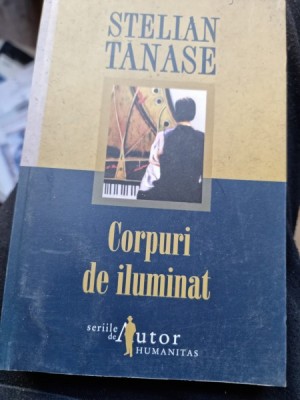 STELIAN
TANASE
Corpuri
de iluminat
seriile
de Autor
HUMANITAS